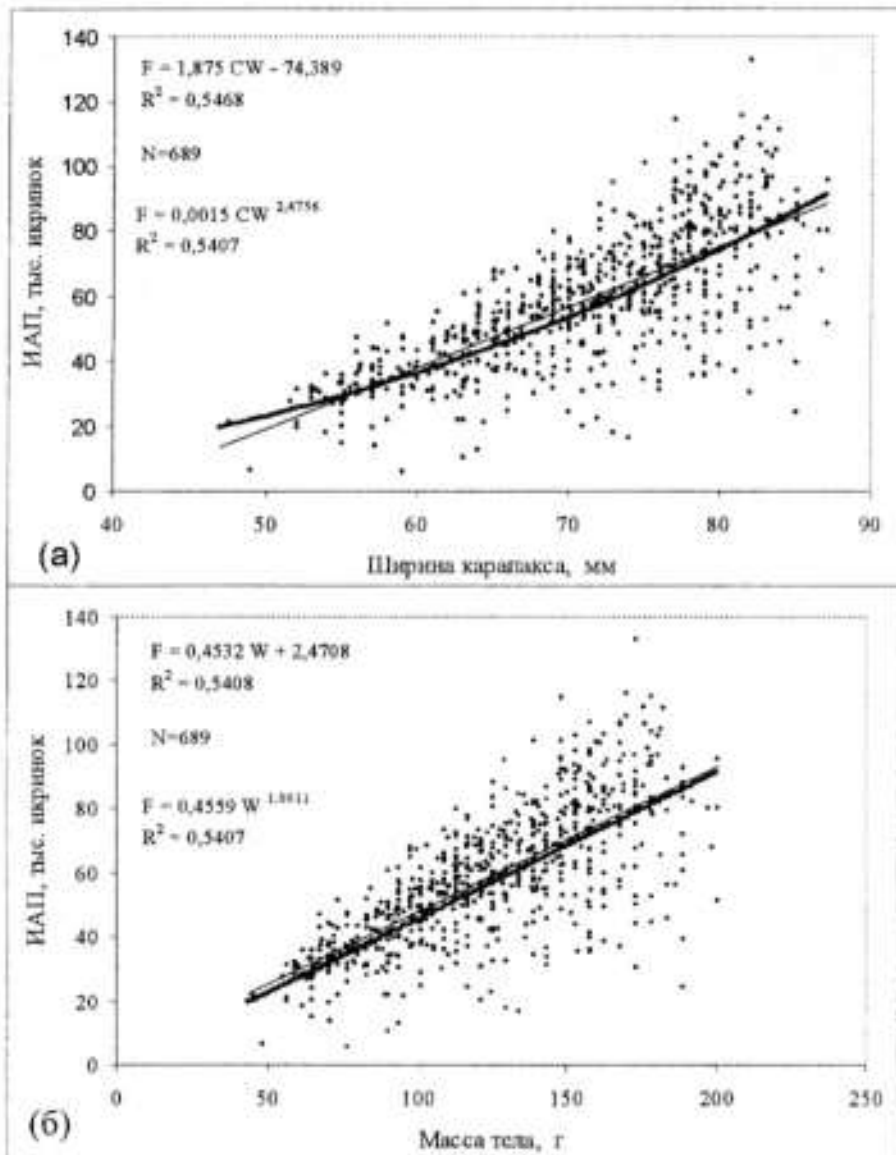 140
120
100
80
60
40
20
0
ИАП, тыс. икринок
F = 1,875 CW - 74,389
R² = 0,5468
N=689
F = 0,0015 CW ^2,4756
R² = 0,5407
40 50 60 70 80 90
(а) Ширина карапакса, мм
140
120
100
80
60
40
20
0
ИАП, тыс. икринок
F = 0,4532 W + 2,4708
R² = 0,5408
N=689
F = 0,4559 W
R² = 0,5407
0 50 100 150 200 250
(б) Масса тела, г